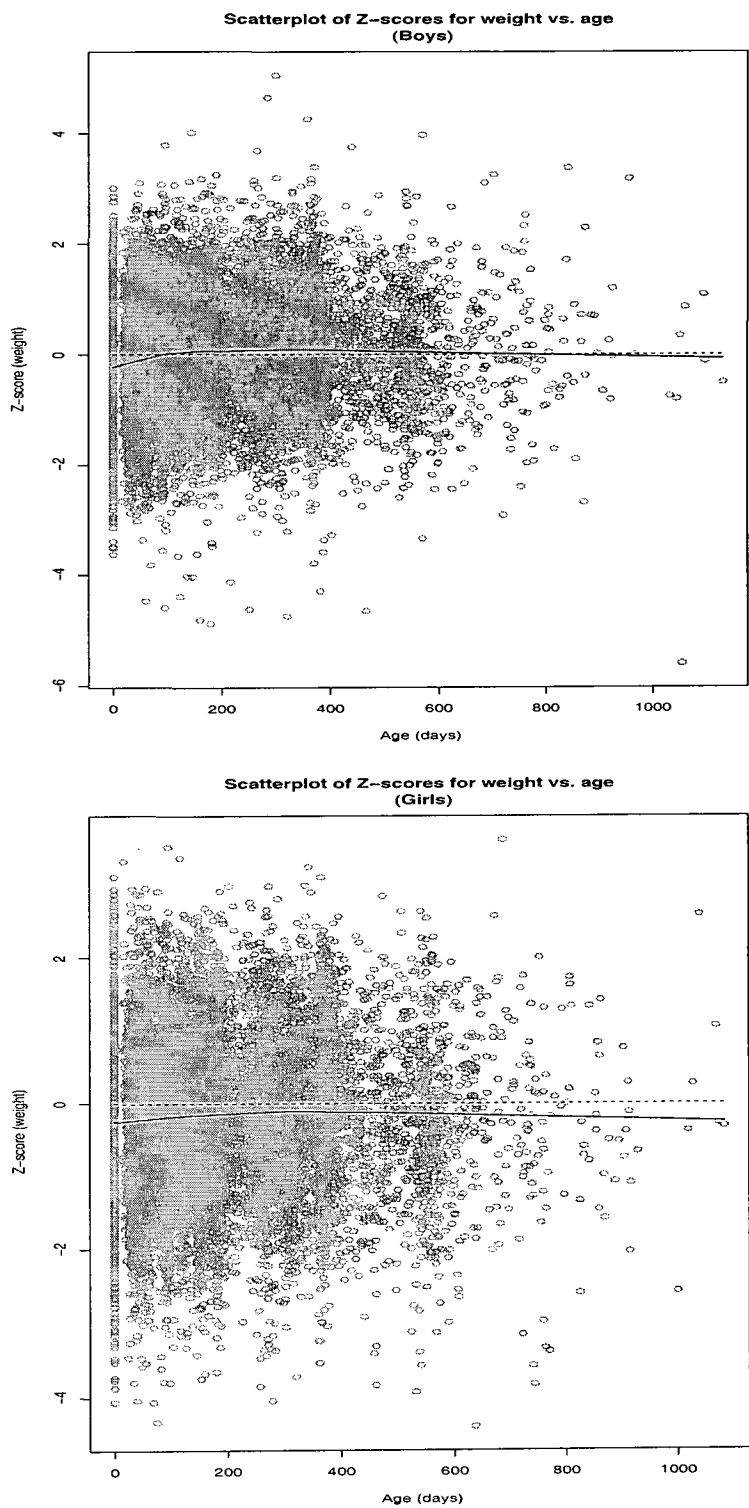 Scatterplot of Z-scores for weight vs. age
(Boys)
Z-score (weight)
4
2
0
-2
-4
-6
0 200 400 600 800 1000
Age (days)
Scatterplot of Z-scores for weight vs. age
(Girls)
Z-score (weight)
2
0
-2
-4
0 200 400 600 800 1000
Age (days)